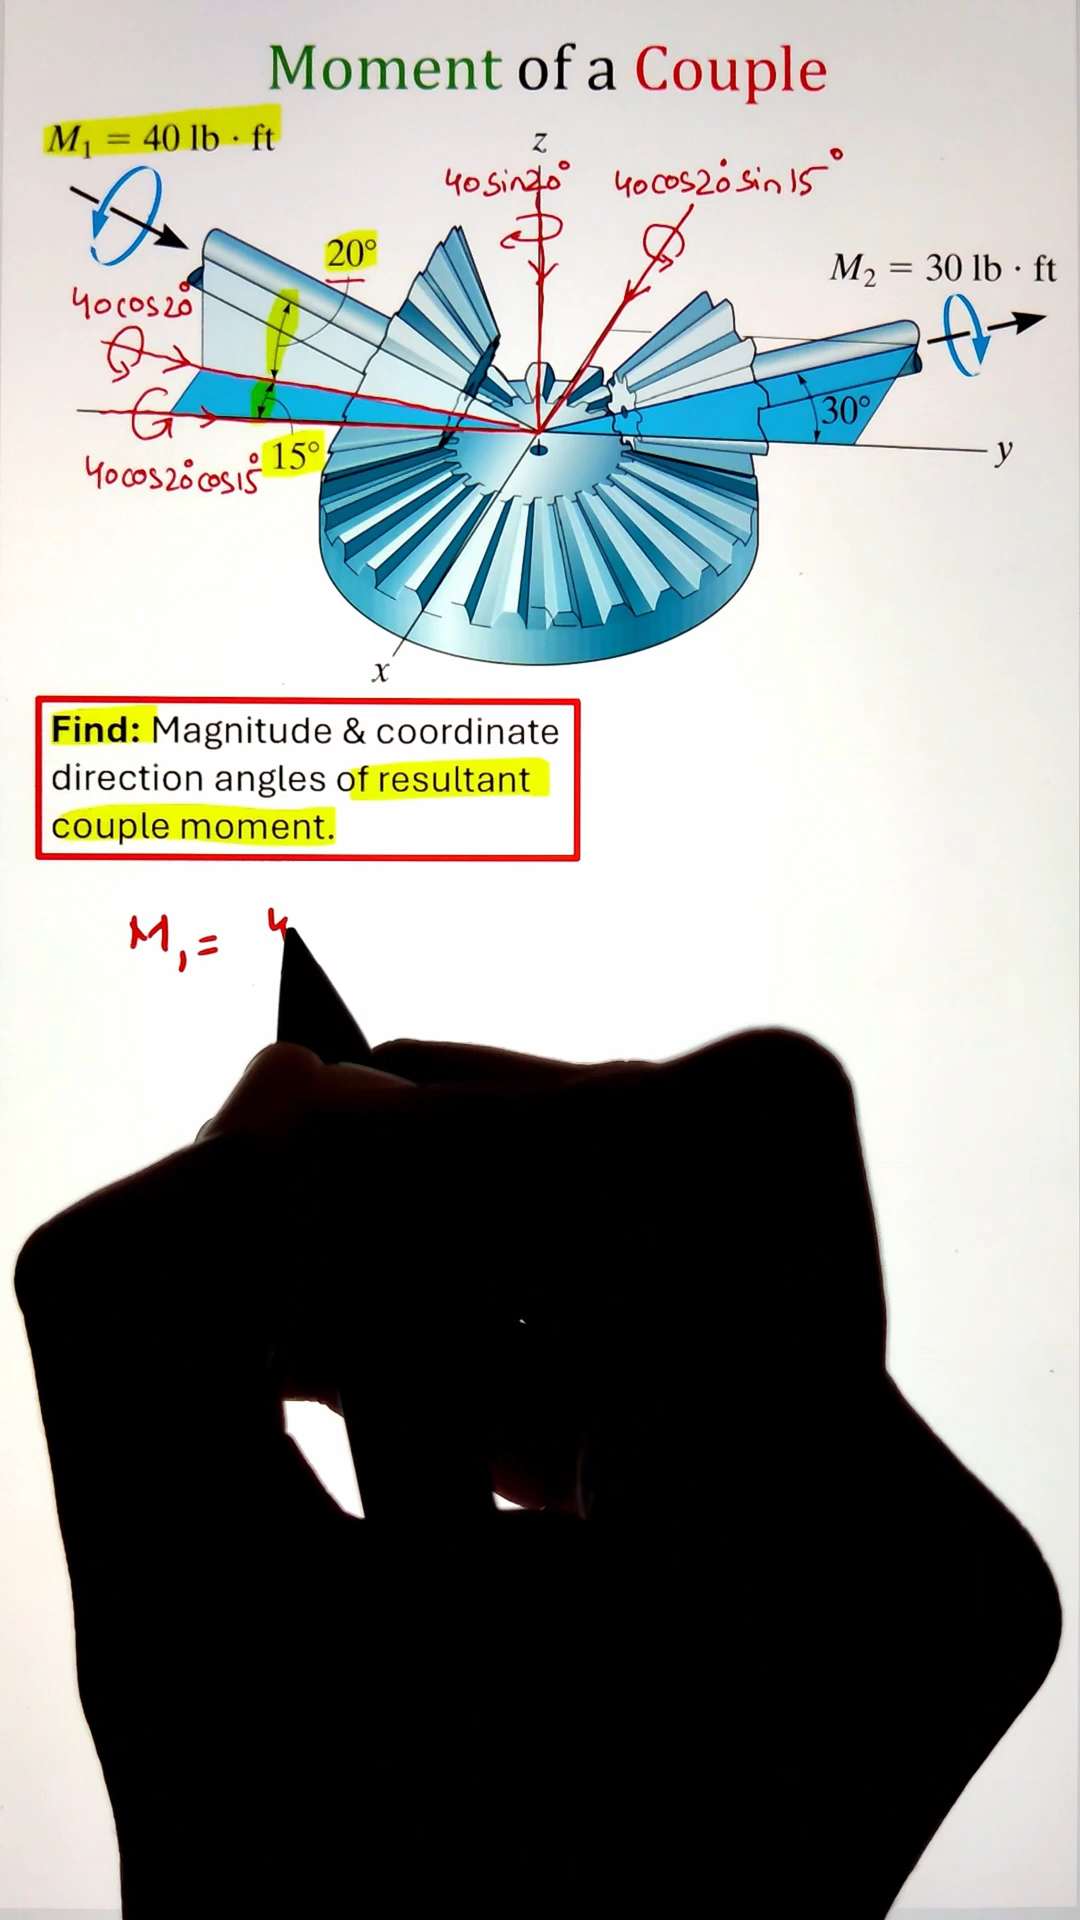 Moment of a Couple
M₁ = 40 lb · ft
z
40sin20°
40cos20°sin15°
20°
M₂ = 30 lb · ft
40cos20°
30°
15°
y
40cos20°cos15°
x
Find: Magnitude & coordinate
direction angles of resultant
couple moment.
M₁ = 4